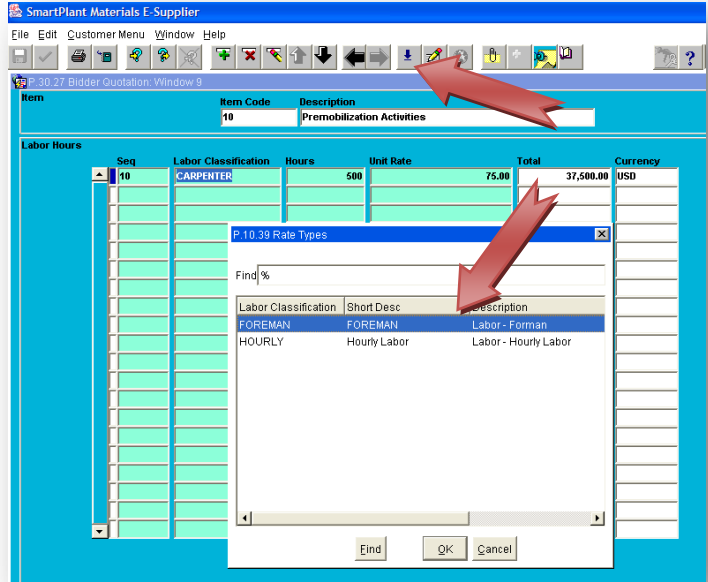 SmartPlant Materials E-Supplier
File Edit Customer Menu Window Help
?
P.30.27 Bidder Quotation: Window 9
Item
Item Code Description
10 Premobilization Activities
Labor Hours
Seq Labor Classification Hours Unit Rate Total Currency
10 CARPENTER 500 75.00 37,500.00 USD
P.10.39 Rate Types
Find %
Labor Classification Short Desc Description
FOREMAN FOREMAN Labor - Forman
HOURLY Hourly Labor Labor - Hourly Labor
Find OK Cancel